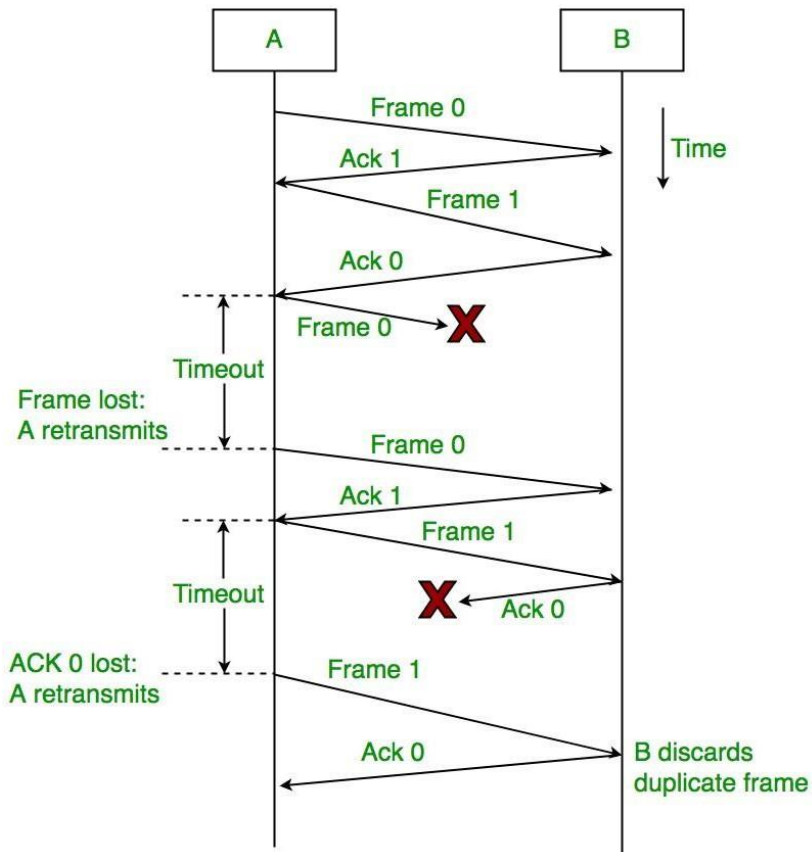 A
B
Frame 0
Time
Ack 1
Frame 1
Ack 0
Frame 0
X
Timeout
Frame lost:
A retransmits
Frame 0
Ack 1
Frame 1
Timeout
X
Ack 0
ACK 0 lost:
A retransmits
Frame 1
Ack 0
B discards
duplicate frame